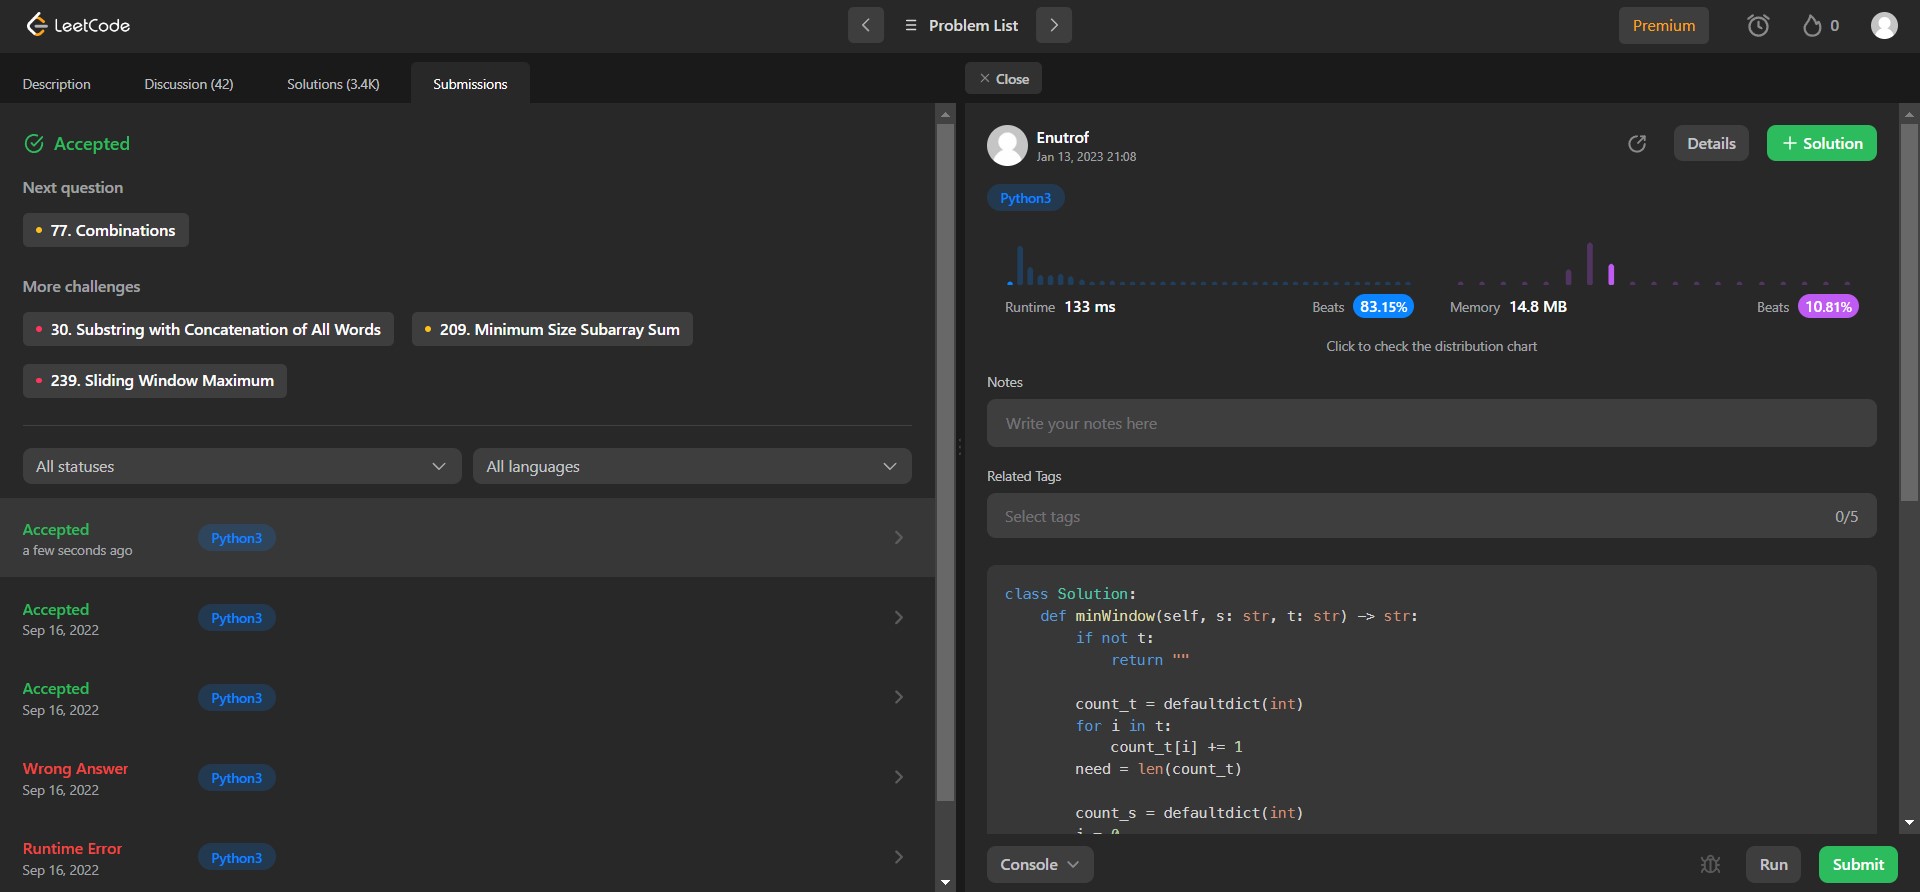 LeetCode
Problem List
Premium
0
Description
Discussion (42)
Solutions (3.4K)
Submissions
Close
Accepted
Next question
77. Combinations
More challenges
30. Substring with Concatenation of All Words
209. Minimum Size Subarray Sum
239. Sliding Window Maximum
All statuses
All languages
Accepted
a few seconds ago
Python3
Accepted
Sep 16, 2022
Python3
Accepted
Sep 16, 2022
Python3
Wrong Answer
Sep 16, 2022
Python3
Runtime Error
Sep 16, 2022
Python3
Enutrof
Jan 13, 2023 21:08
Details
+ Solution
Python3
Runtime 133 ms
Beats 83.15%
Memory 14.8 MB
Beats 10.81%
Click to check the distribution chart
Notes
Write your notes here
Related Tags
Select tags
0/5
class Solution:
    def minWindow(self, s: str, t: str) -> str:
        if not t:
            return ""
        count_t = defaultdict(int)
        for i in t:
            count_t[i] += 1
        need = len(count_t)
        count_s = defaultdict(int)
Console
Run
Submit